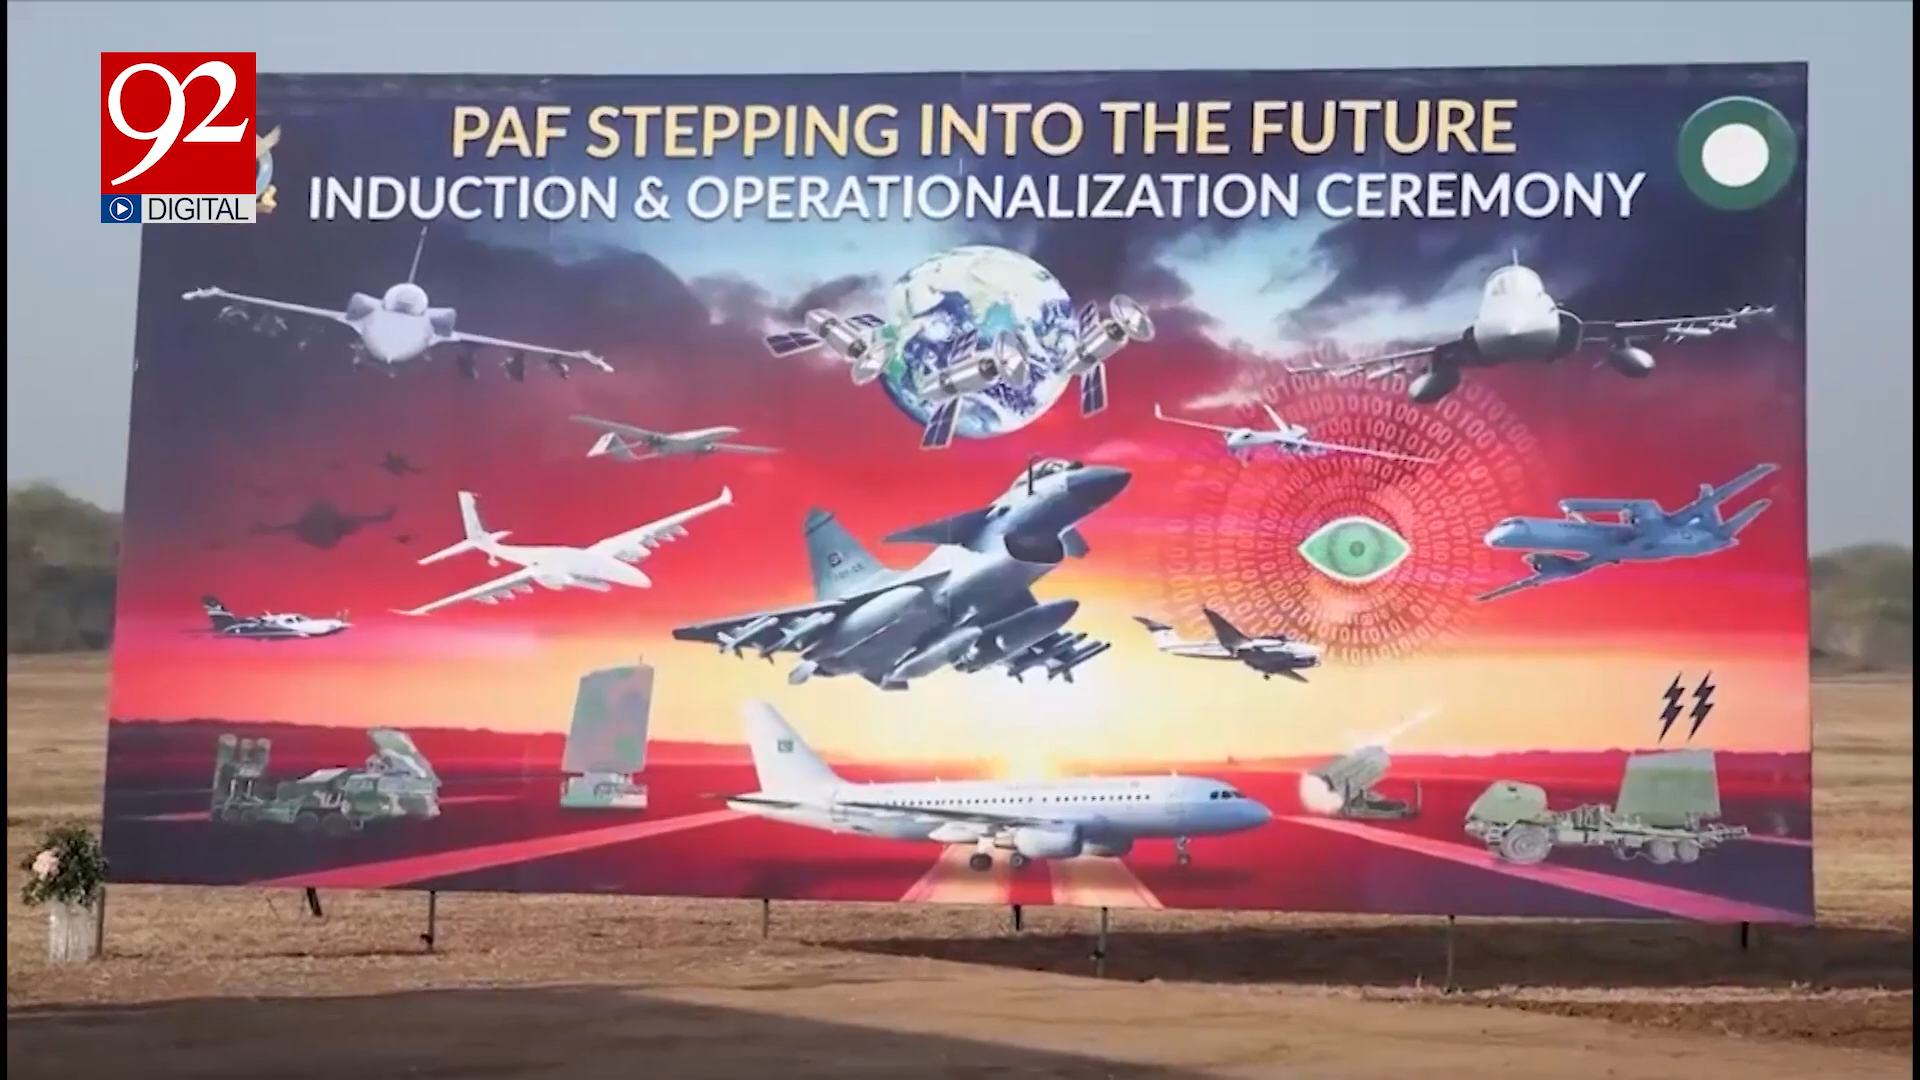 92
DIGITAL
PAF STEPPING INTO THE FUTURE
INDUCTION & OPERATIONALIZATION CEREMONY